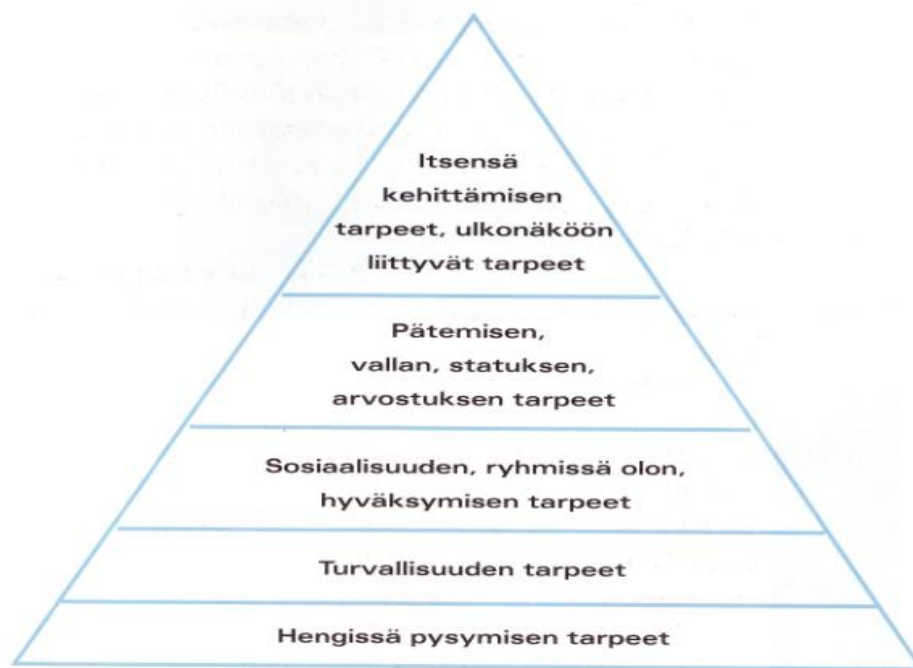 Itsensä
kehittämisen
tarpeet, ulkonäköön
liittyvät tarpeet
Pätemisen,
vallan, statuksen,
arvostuksen tarpeet
Sosiaalisuuden, ryhmissä olon,
hyväksymisen tarpeet
Turvallisuuden tarpeet
Hengissä pysymisen tarpeet